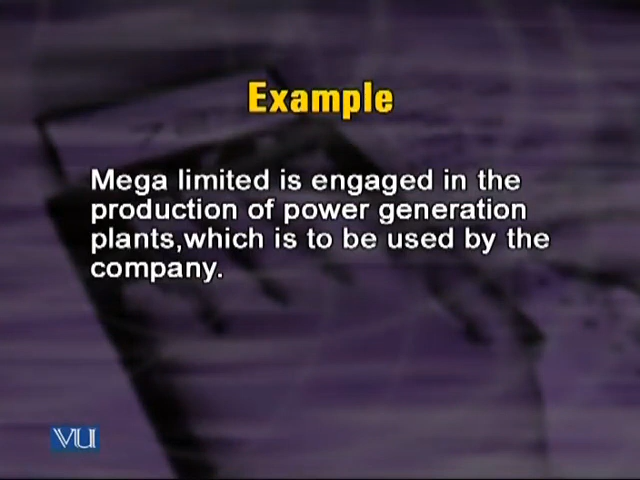 Example
Mega limited is engaged in the
production of power generation
plants,which is to be used by the
company.
VU